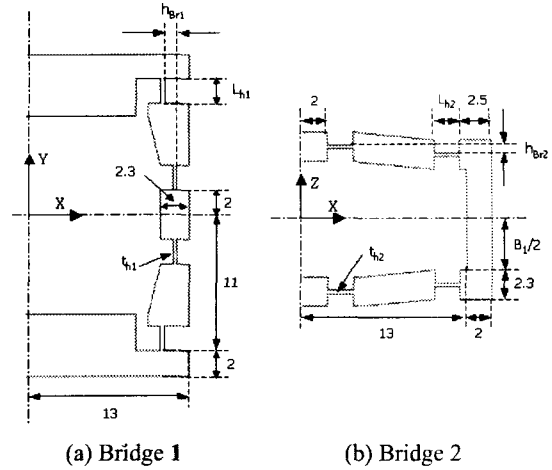 h_Br1
L_h1
Y
2.3
2
X
t_h1
11
2
13
(a) Bridge 1
2
L_h2
2.5
h_Br2
Z
X
B_1/2
t_h2
2.3
13
2
(b) Bridge 2